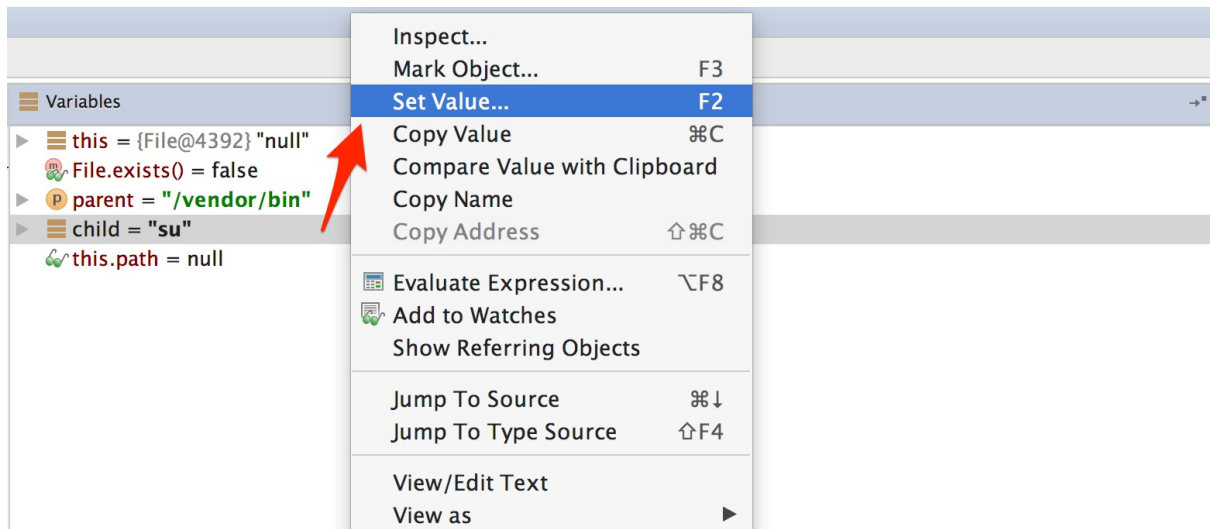 Variables
this = {File@4392} "null"
File.exists() = false
parent = "/vendor/bin"
child = "su"
this.path = null
Inspect...
Mark Object... F3
Set Value... F2
Copy Value ⌘C
Compare Value with Clipboard
Copy Name
Copy Address ⇧⌘C
Evaluate Expression... ⌥F8
Add to Watches
Show Referring Objects
Jump To Source ⌘↓
Jump To Type Source ⇧F4
View/Edit Text
View as